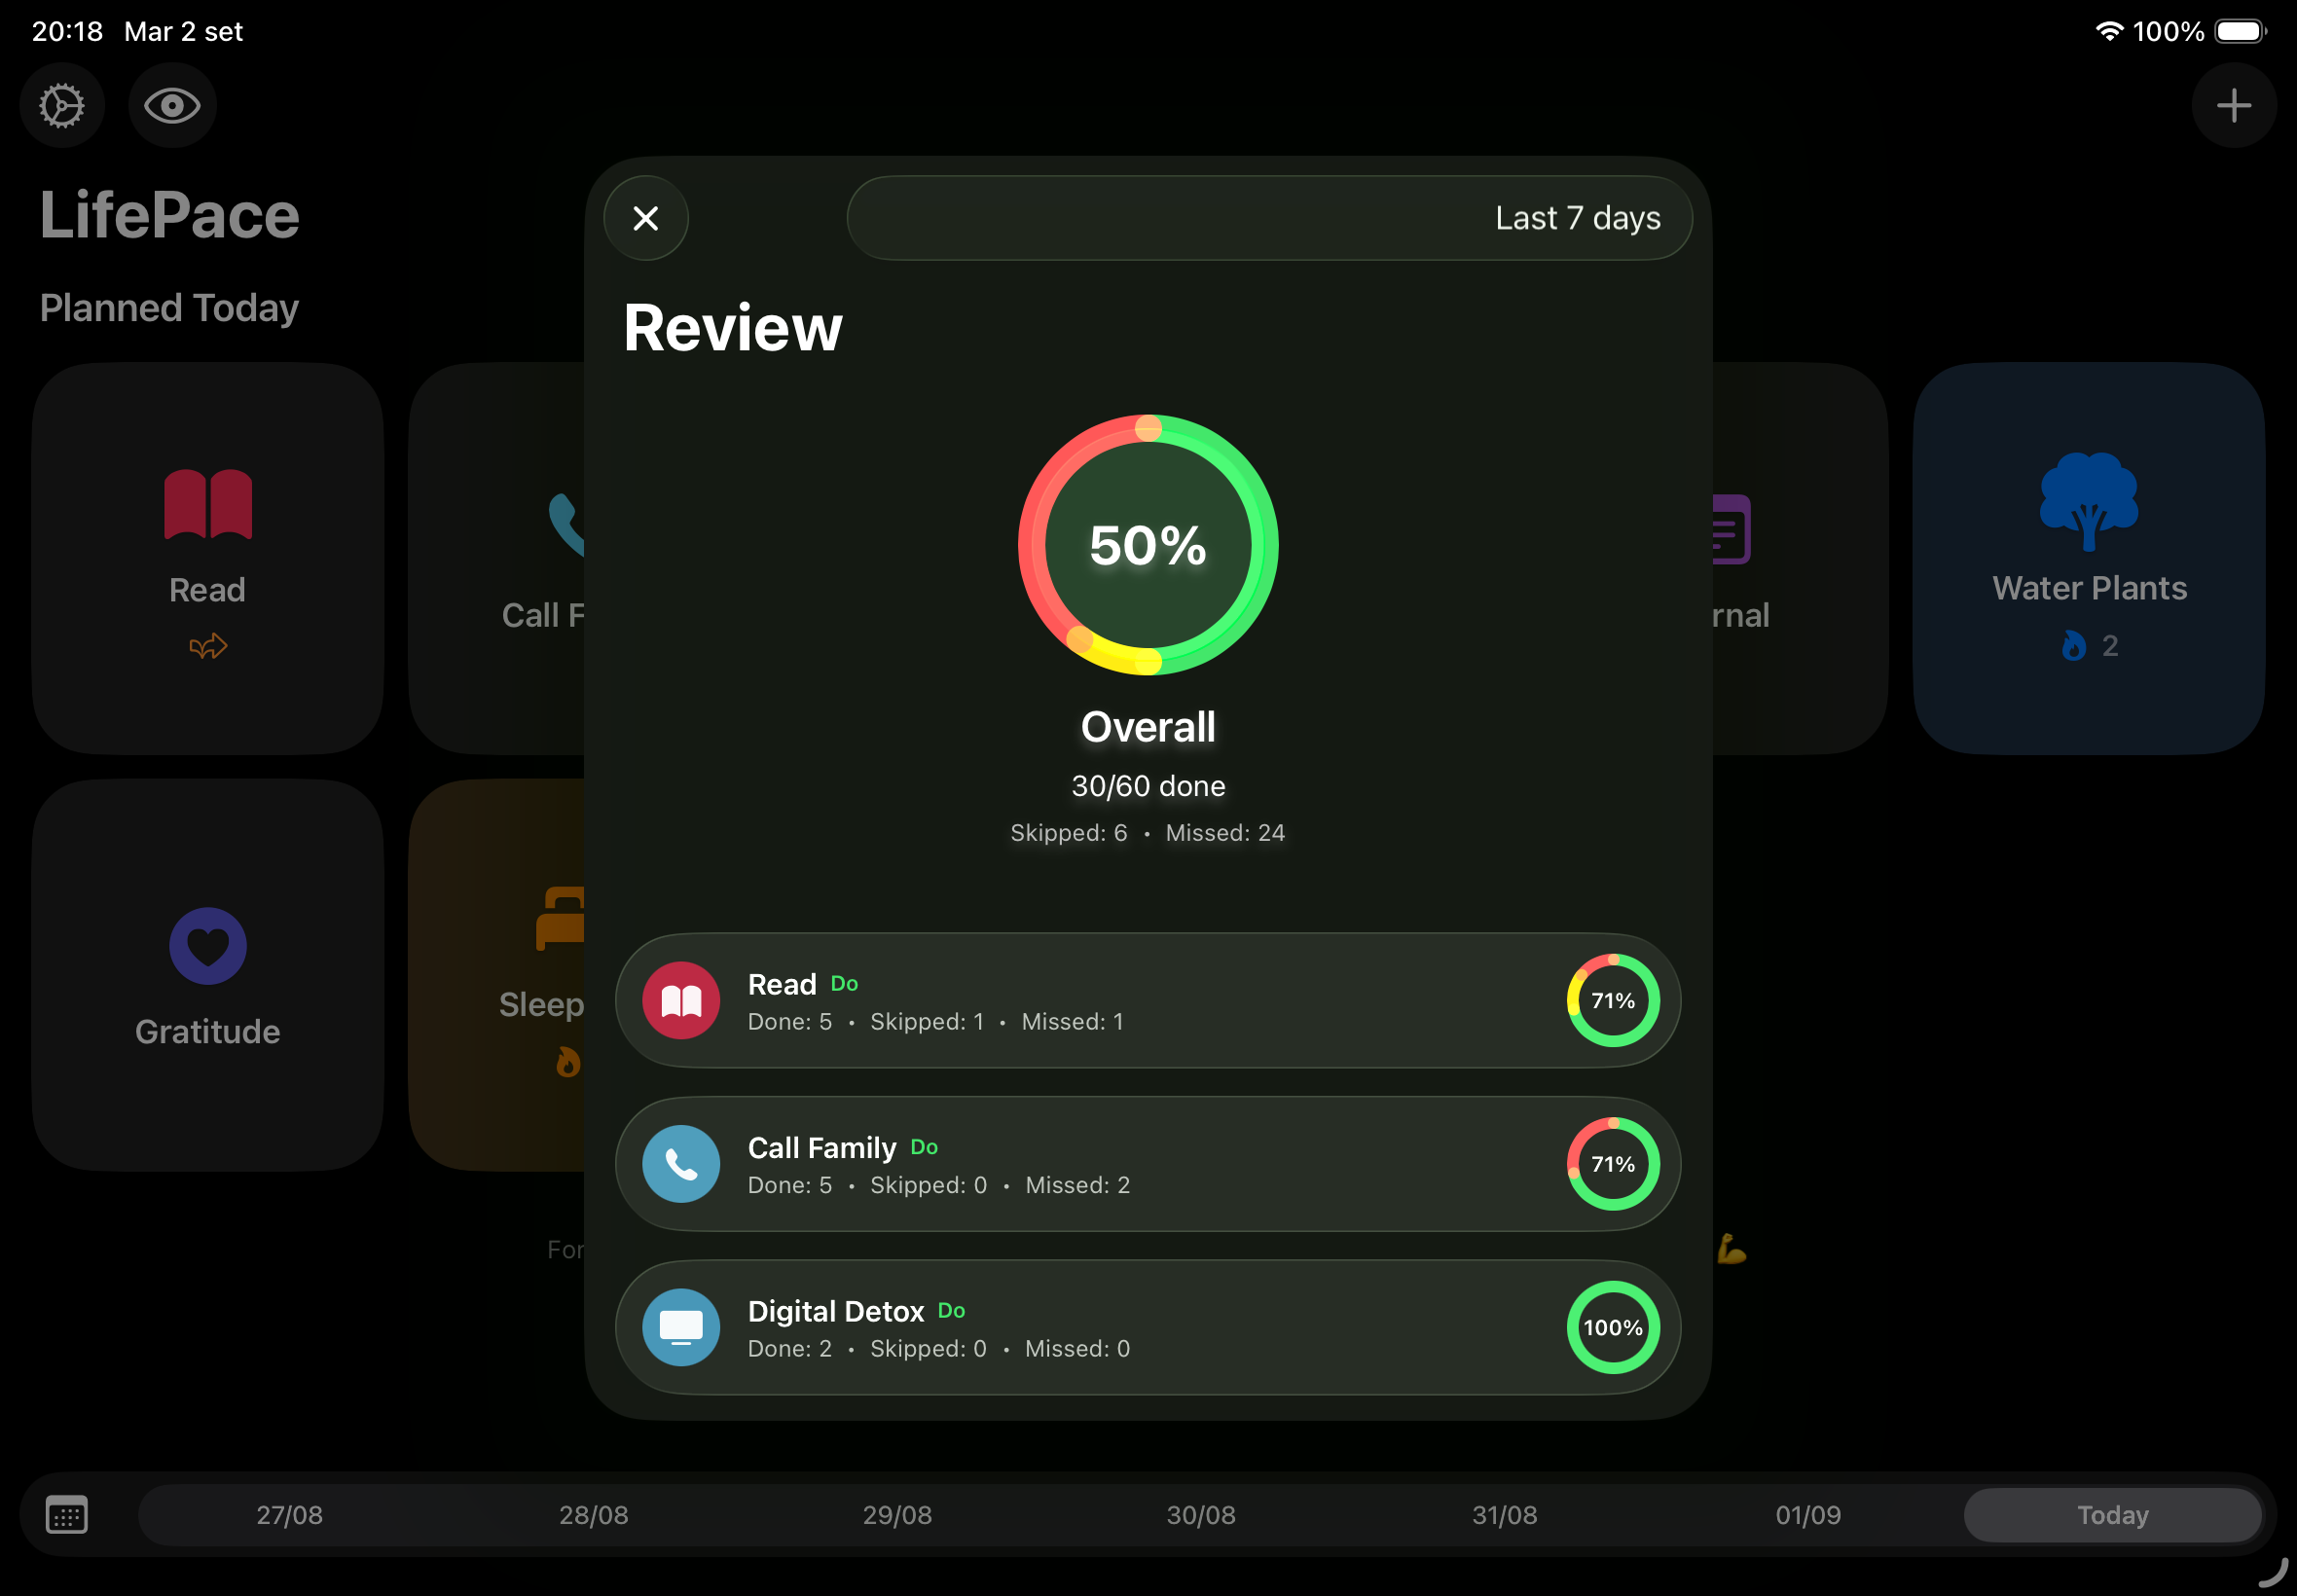 20:18 Mar 2 set
100%
LifePace
Planned Today
Last 7 days
Review
50%
Overall
30/60 done
Skipped: 6 • Missed: 24
Read
Call F
rnal
Water Plants
2
Gratitude
Sleep
For
Read Do
Done: 5 • Skipped: 1 • Missed: 1
71%
Call Family Do
Done: 5 • Skipped: 0 • Missed: 2
71%
Digital Detox Do
Done: 2 • Skipped: 0 • Missed: 0
100%
27/08 28/08 29/08 30/08 31/08 01/09 Today